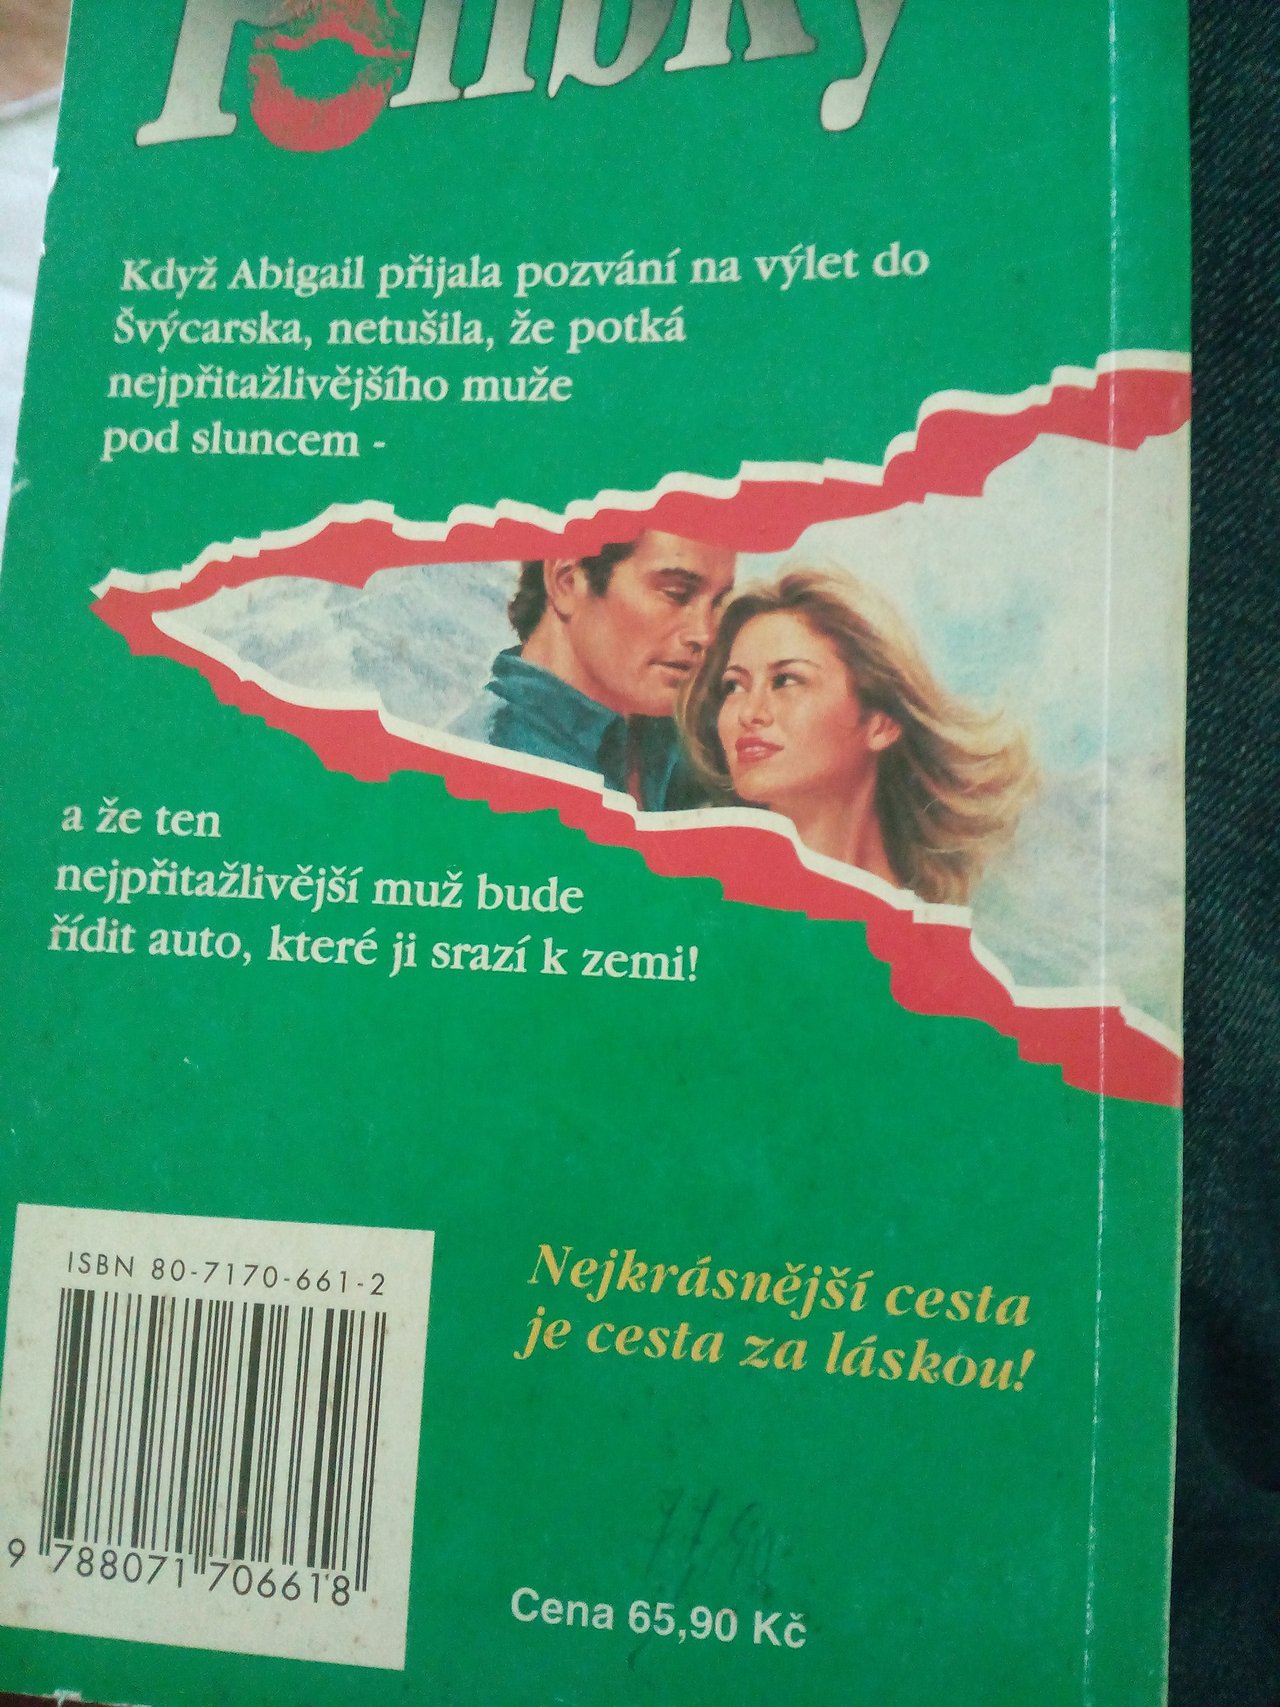 Polibky
Když Abigail přijala pozvání na výlet do
Švýcarska, netušila, že potká
nejpřitažlivějšího muže
pod sluncem -
a že ten
nejpřitažlivější muž bude
řídit auto, které ji srazí k zemi!
ISBN 80-7170-661-2
9 788071 706618
Nejkrásnější cesta
je cesta za láskou!
Cena 65,90 Kč